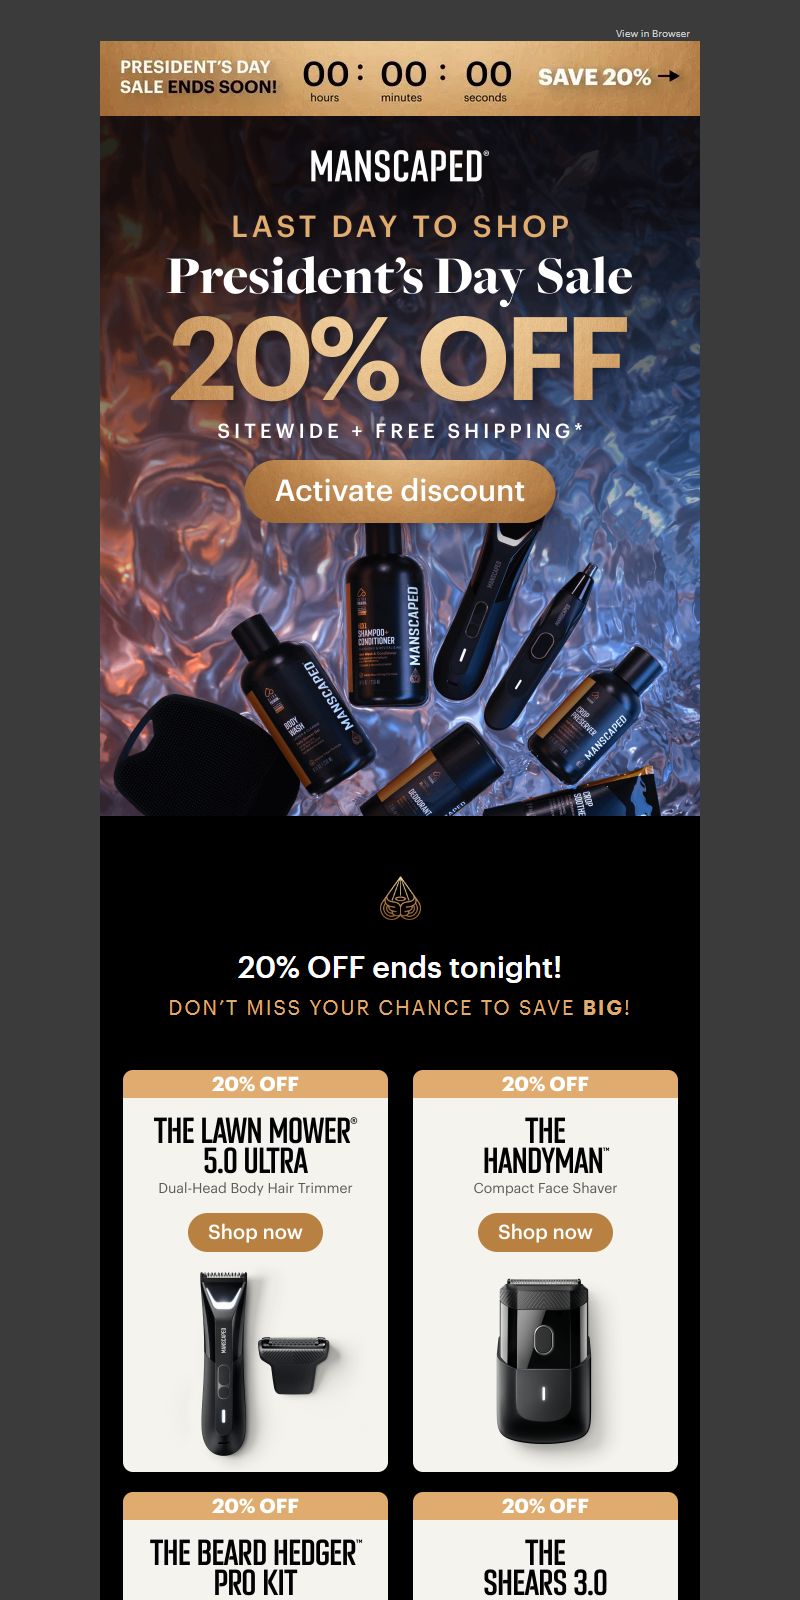 View in Browser
PRESIDENT'S DAY
SALE ENDS SOON!
00 : 00 : 00
hours minutes seconds
SAVE 20% →
MANSCAPED®
LAST DAY TO SHOP
President's Day Sale
20% OFF
SITEWIDE + FREE SHIPPING*
Activate discount
MANSCAPED
MANSCAPED
SHAMPOO+
CONDITIONER
MANSCAPED
BODY
WASH
MANSCAPED
CROP
PRESERVER
MANSCAPED
DEODORANT
CROP
20% OFF ends tonight!
DON'T MISS YOUR CHANCE TO SAVE BIG!
20% OFF
THE LAWN MOWER®
5.0 ULTRA
Dual-Head Body Hair Trimmer
Shop now
MANSCAPED
20% OFF
THE
HANDYMAN™
Compact Face Shaver
Shop now
20% OFF
THE BEARD HEDGER™
PRO KIT
20% OFF
THE
SHEARS 3.0